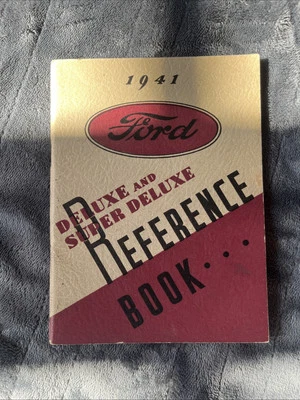 1941
Ford
DELUXE AND
SUPER DELUXE
REFERENCE
BOOK...